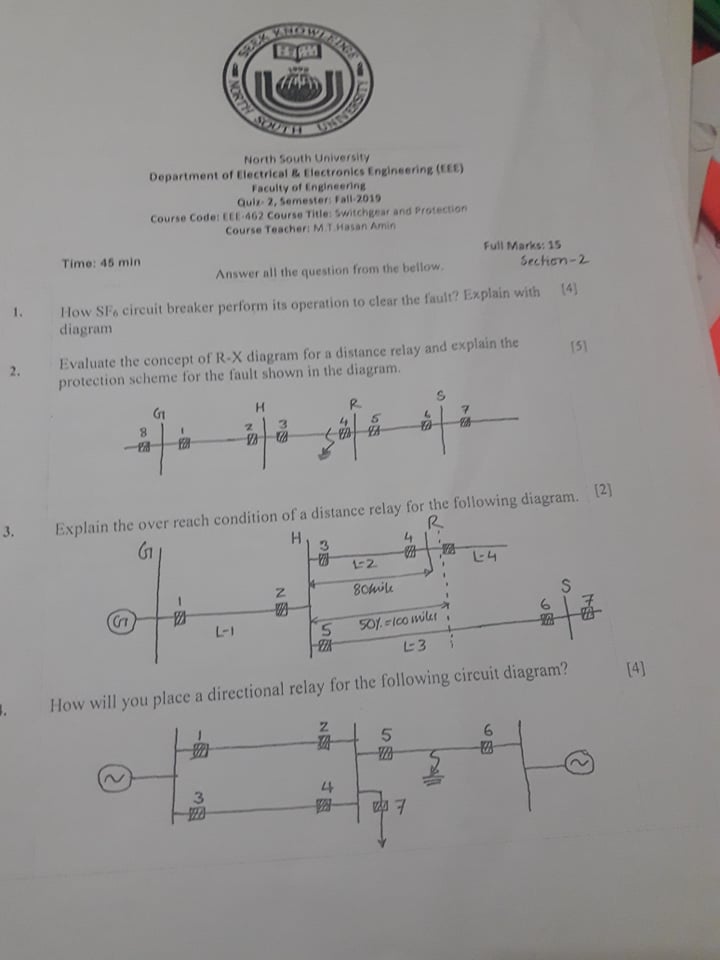 SEEK KNOWLEDGE
NORTH SOUTH UNIVERSITY
North South University
Department of Electrical & Electronics Engineering (EEE)
Faculty of Engineering
Quiz- 2, Semester: Fall-2019
Course Code: EEE-462 Course Title: Switchgear and Protection
Course Teacher: M.T.Hasan Amin
Full Marks: 15
Time: 45 min
Section-2
Answer all the question from the bellow.
1. How SF₆ circuit breaker perform its operation to clear the fault? Explain with [4]
diagram
2. Evaluate the concept of R-X diagram for a distance relay and explain the [5]
protection scheme for the fault shown in the diagram.
G H R S
8 1 2 3 4 5 6 7
3. Explain the over reach condition of a distance relay for the following diagram. [2]
G H R
3 4
L-2 L-4
80mile
G 1 2 S
50%=100 miles 6 7
L-1 5
L-3
How will you place a directional relay for the following circuit diagram? [4]
1 2 5 6
3 4 7